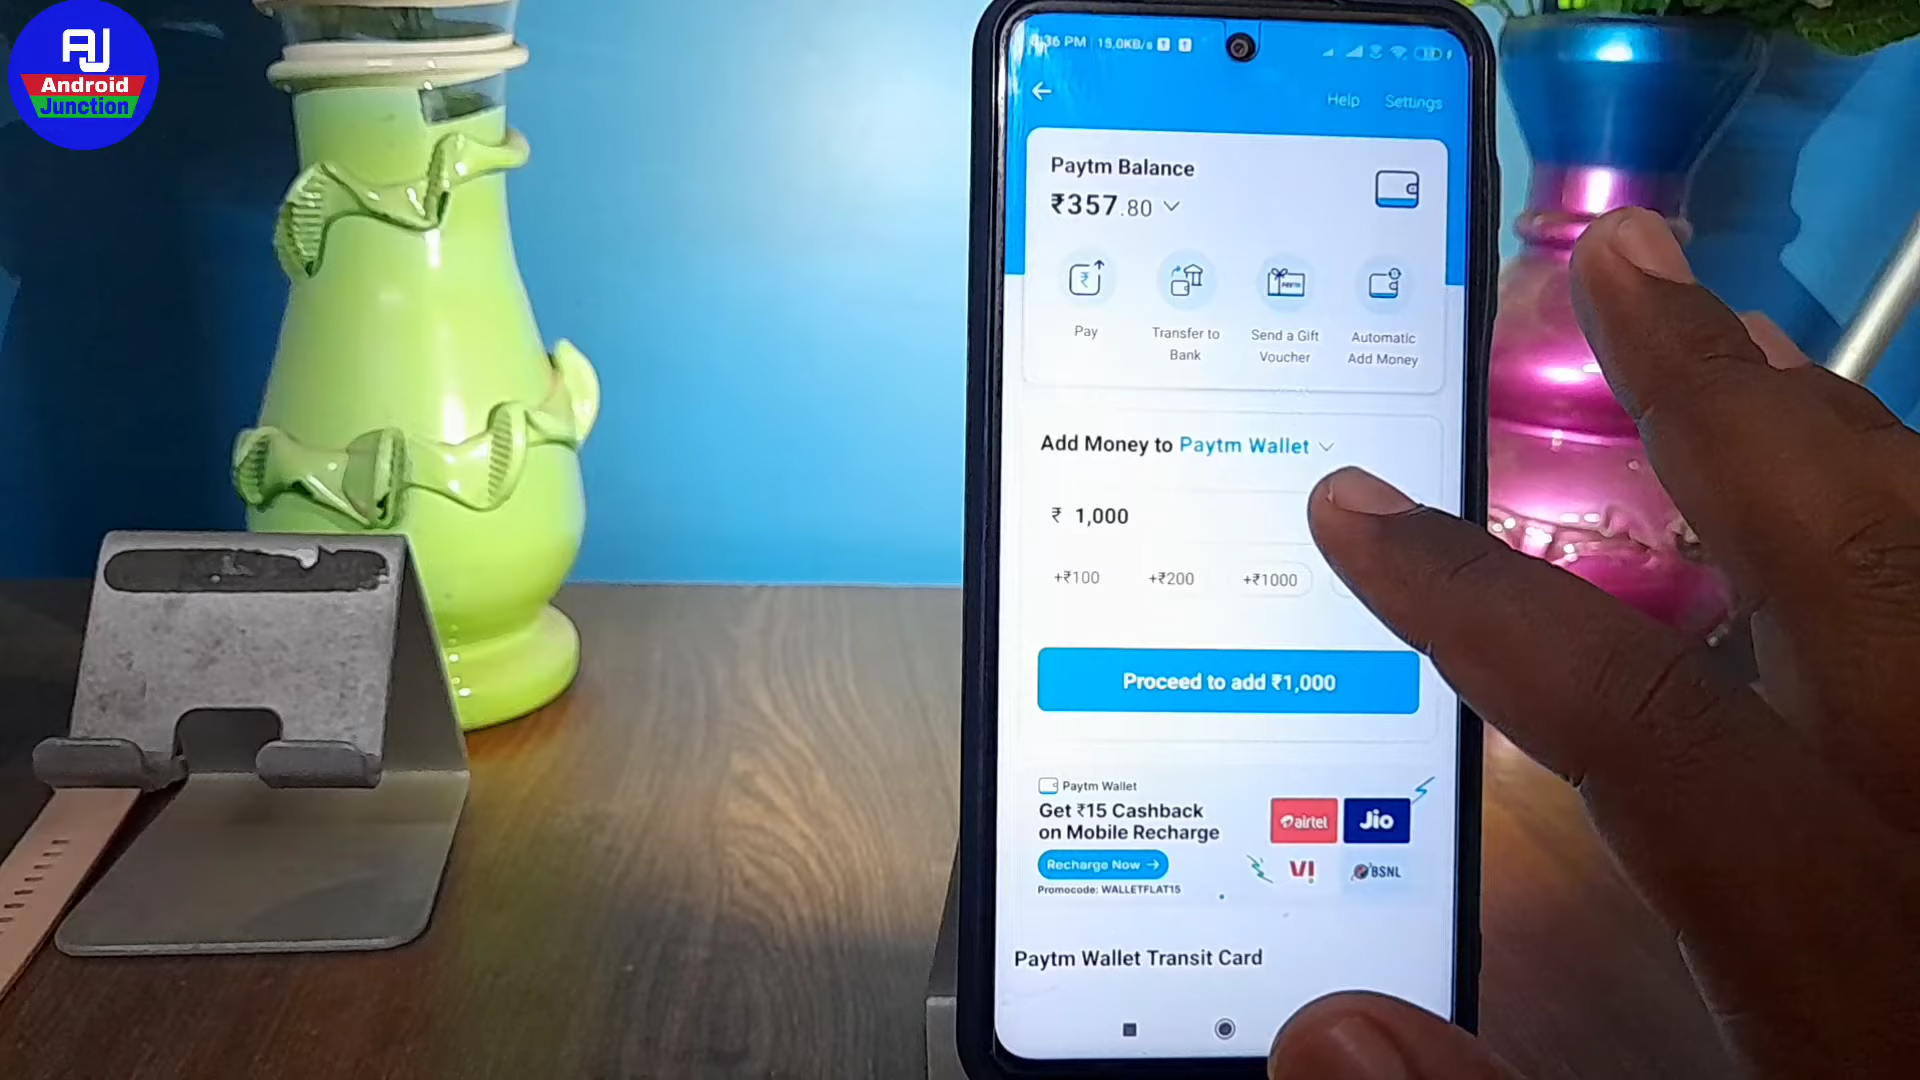 AJ
Android
Junction
:36 PM 15.0KB/s
Help Settings
Paytm Balance
₹357.80
Pay
Transfer to
Bank
Send a Gift
Voucher
Automatic
Add Money
Add Money to Paytm Wallet
₹ 1,000
+₹100 +₹200 +₹1000
Proceed to add ₹1,000
Paytm Wallet
Get ₹15 Cashback
on Mobile Recharge
Recharge Now →
Promocode: WALLETFLAT15
airtel Jio
VI BSNL
Paytm Wallet Transit Card